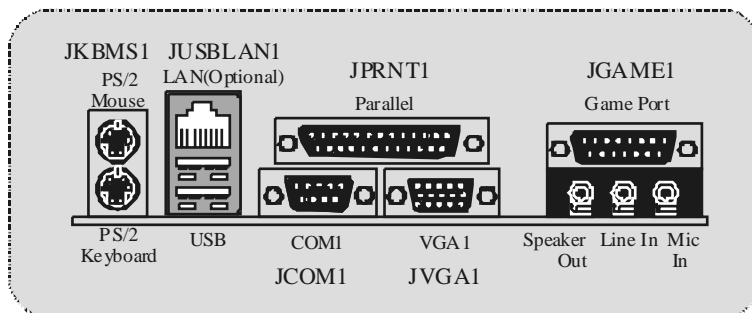 JKBMS1 JUSBLAN1 JPRNT1 JGAME1
PS/2 Mouse
LAN(Optional)
Parallel
Game Port
PS/2 Keyboard
USB
COM1
VGA1
Speaker Out
Line In
Mic In
JCOM1
JVGA1